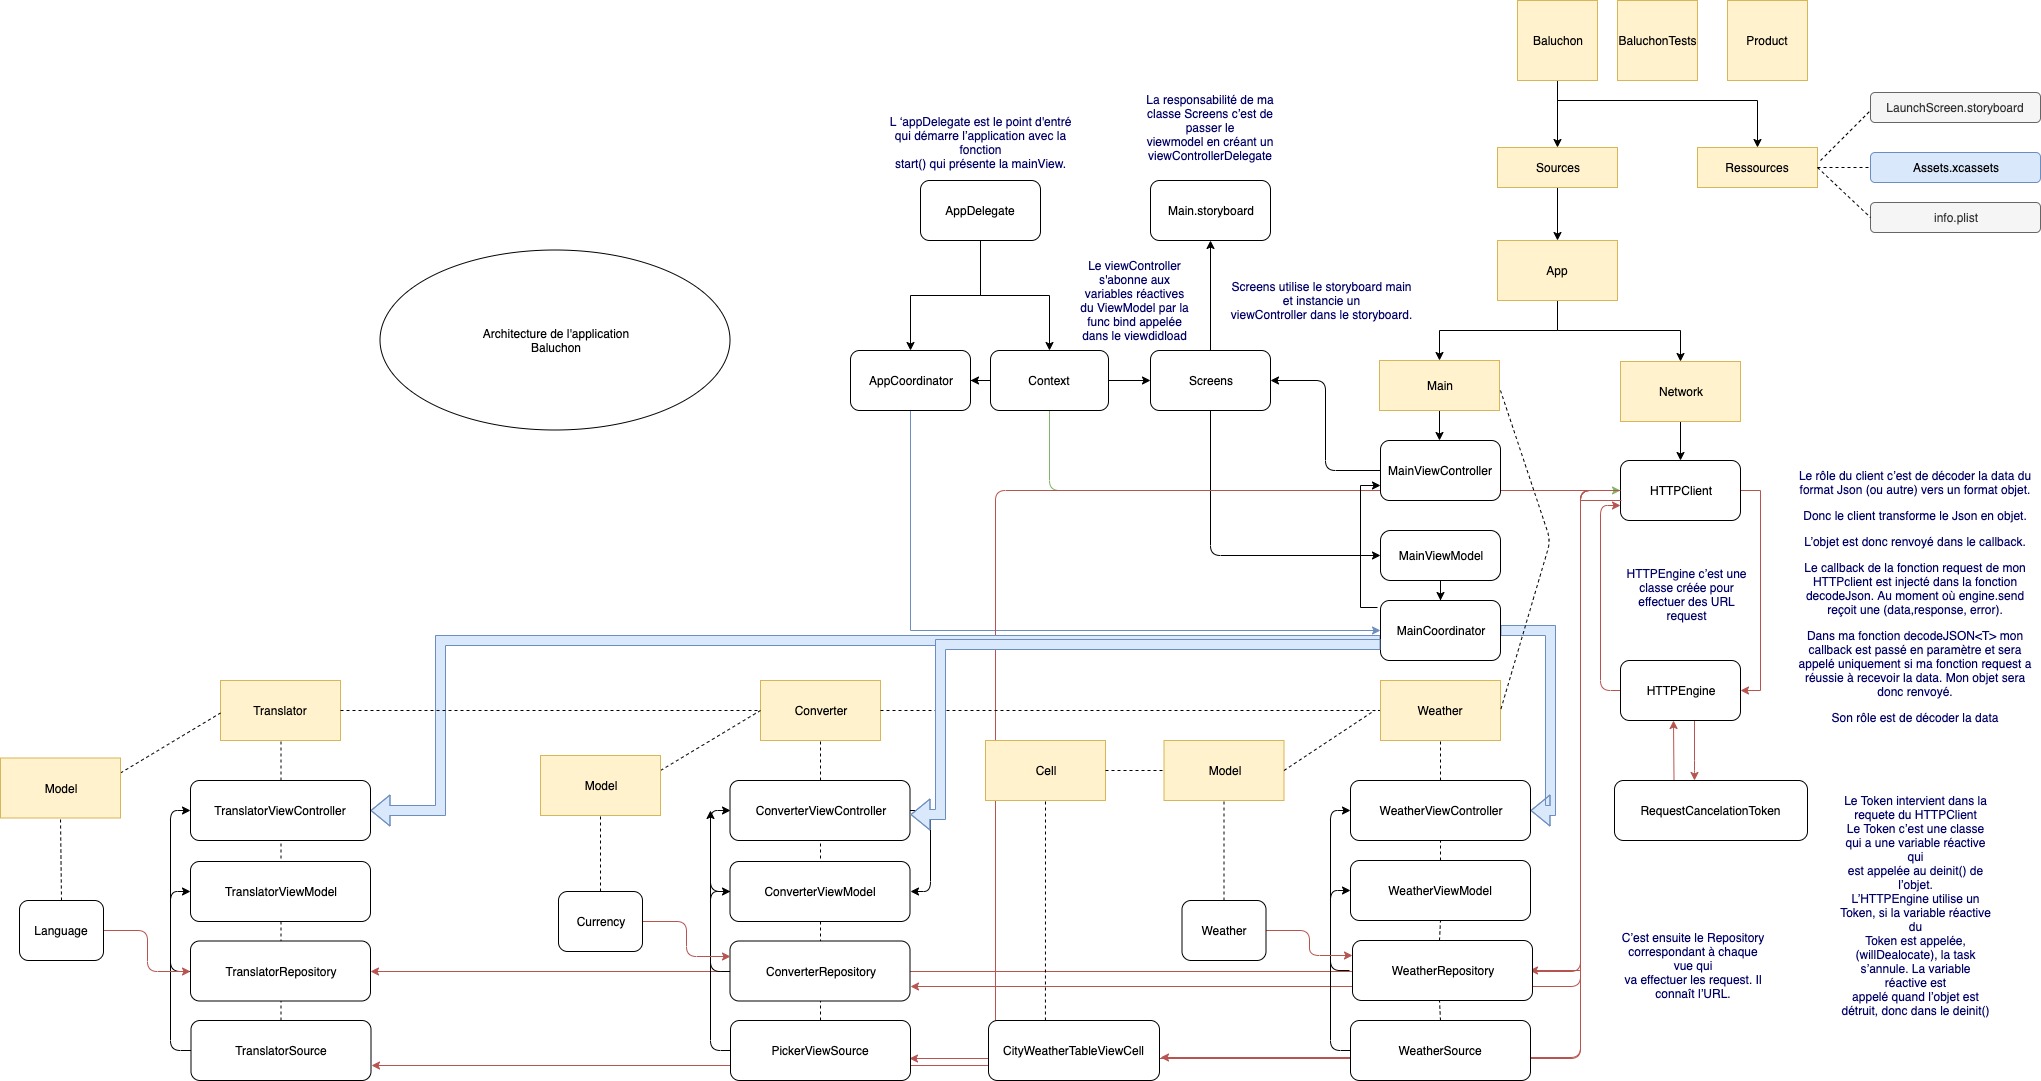 Baluchon
BaluchonTests
Product
LaunchScreen.storyboard
Assets.xcassets
info.plist
Sources
Ressources
App
La responsabilité de ma
classe Screens c’est de
passer le
viewmodel en créant un
viewControllerDelegate
L ‘appDelegate est le point d’entré
qui démarre l’application avec la
fonction
start() qui présente la mainView.
AppDelegate
Main.storyboard
Le viewController
s’abonne aux
variables réactives
du ViewModel par la
func bind appelée
dans le viewdidload
Screens utilise le storyboard main
et instancie un
viewController dans le storyboard.
Architecture de l'application
Baluchon
AppCoordinator
Context
Screens
Main
Network
MainViewController
HTTPClient
MainViewModel
MainCoordinator
HTTPEngine c’est une
classe créée pour
effectuer des URL
request
HTTPEngine
RequestCancelationToken
Le rôle du client c’est de décoder la data du
format Json (ou autre) vers un format objet.
Donc le client transforme le Json en objet.
L’objet est donc renvoyé dans le callback.
Le callback de la fonction request de mon
HTTPclient est injecté dans la fonction
decodeJson. Au moment où engine.send
reçoit une (data,response, error).
Dans ma fonction decodeJSON<T> mon
callback est passé en paramètre et sera
appelé uniquement si ma fonction request a
réussie à recevoir la data. Mon objet sera
donc renvoyé.
Son rôle est de décoder la data
Translator
Converter
Weather
Model
Model
Cell
Model
TranslatorViewController
ConverterViewController
WeatherViewController
TranslatorViewModel
ConverterViewModel
WeatherViewModel
Language
Currency
Weather
TranslatorRepository
ConverterRepository
WeatherRepository
TranslatorSource
PickerViewSource
CityWeatherTableViewCell
WeatherSource
C’est ensuite le Repository
correspondant à chaque
vue qui
va effectuer les request. Il
connaît l’URL.
Le Token intervient dans la
requete du HTTPClient
Le Token c’est une classe
qui a une variable réactive
qui
est appelée au deinit() de
l’objet.
L’HTTPEngine utilise un
Token, si la variable réactive
du
Token est appelée,
(willDealocate), la task
s’annule. La variable
réactive est
appelé quand l’objet est
détruit, donc dans le deinit()